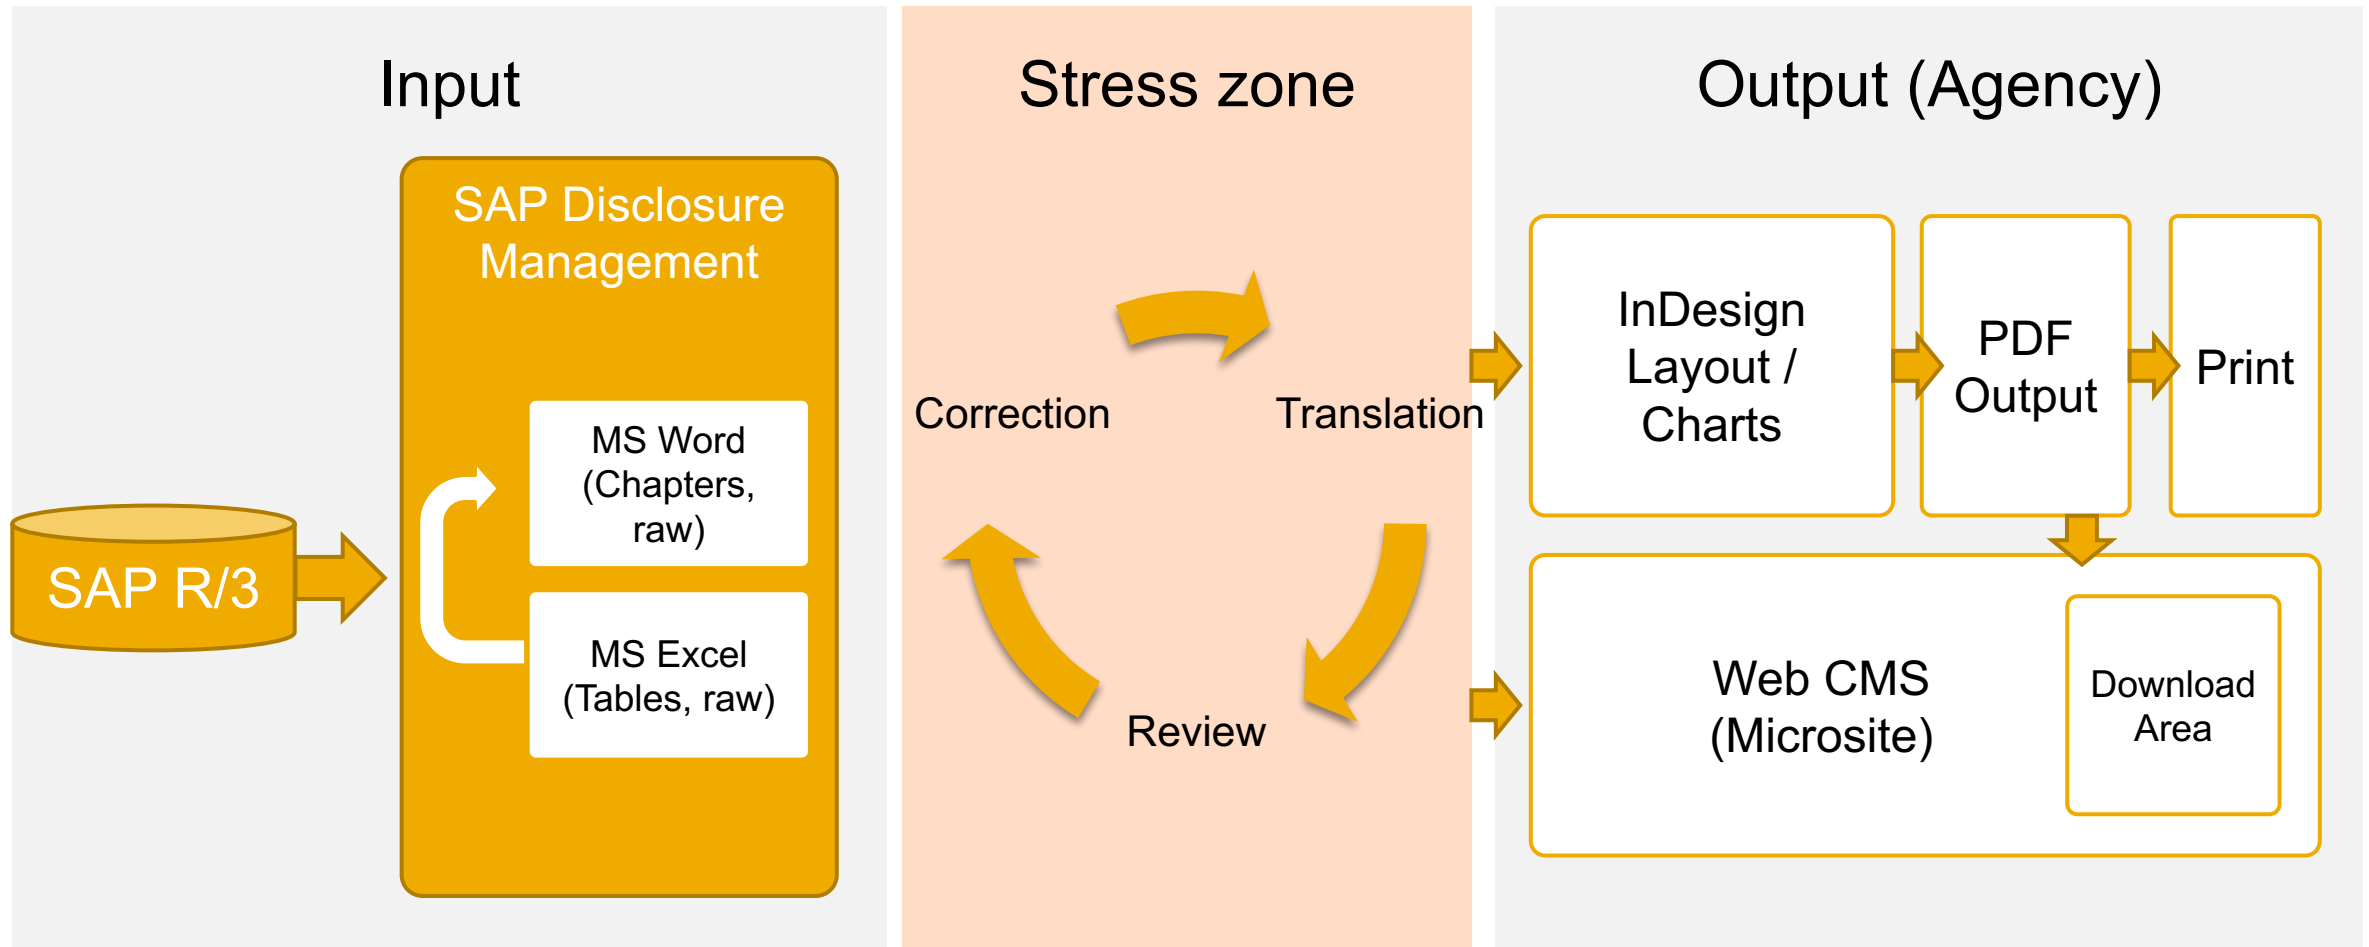 Input
SAP Disclosure
Management
MS Word
(Chapters,
raw)
MS Excel
(Tables, raw)
SAP R/3
Stress zone
Correction
Translation
Review
Output (Agency)
InDesign
Layout /
Charts
PDF
Output
Print
Web CMS
(Microsite)
Download
Area